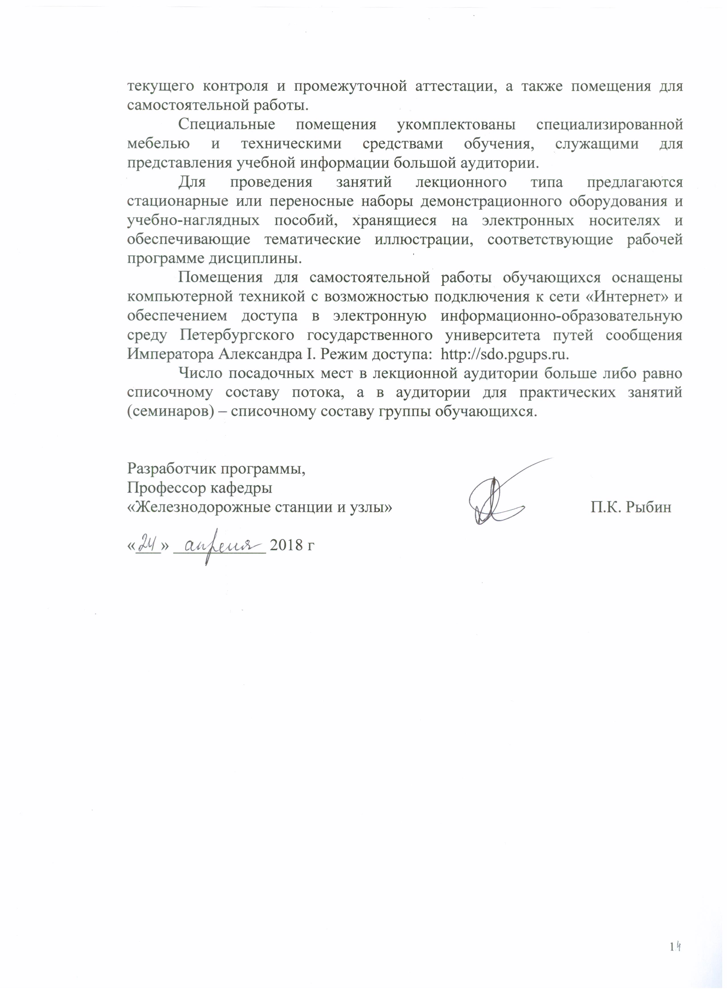 текущего контроля и промежуточной аттестации, а также помещения для
самостоятельной работы.
Специальные помещения укомплектованы специализированной
мебелью и техническими средствами обучения, служащими для
представления учебной информации большой аудитории.
Для проведения занятий лекционного типа предлагаются
стационарные или переносные наборы демонстрационного оборудования и
учебно-наглядных пособий, хранящиеся на электронных носителях и
обеспечивающие тематические иллюстрации, соответствующие рабочей
программе дисциплины.
Помещения для самостоятельной работы обучающихся оснащены
компьютерной техникой с возможностью подключения к сети «Интернет» и
обеспечением доступа в электронную информационно-образовательную
среду Петербургского государственного университета путей сообщения
Императора Александра I. Режим доступа: http://sdo.pgups.ru.
Число посадочных мест в лекционной аудитории больше либо равно
списочному составу потока, а в аудитории для практических занятий
(семинаров) – списочному составу группы обучающихся.
Разработчик программы,
Профессор кафедры
«Железнодорожные станции и узлы» П.К. Рыбин
«24» апреля 2018 г
14